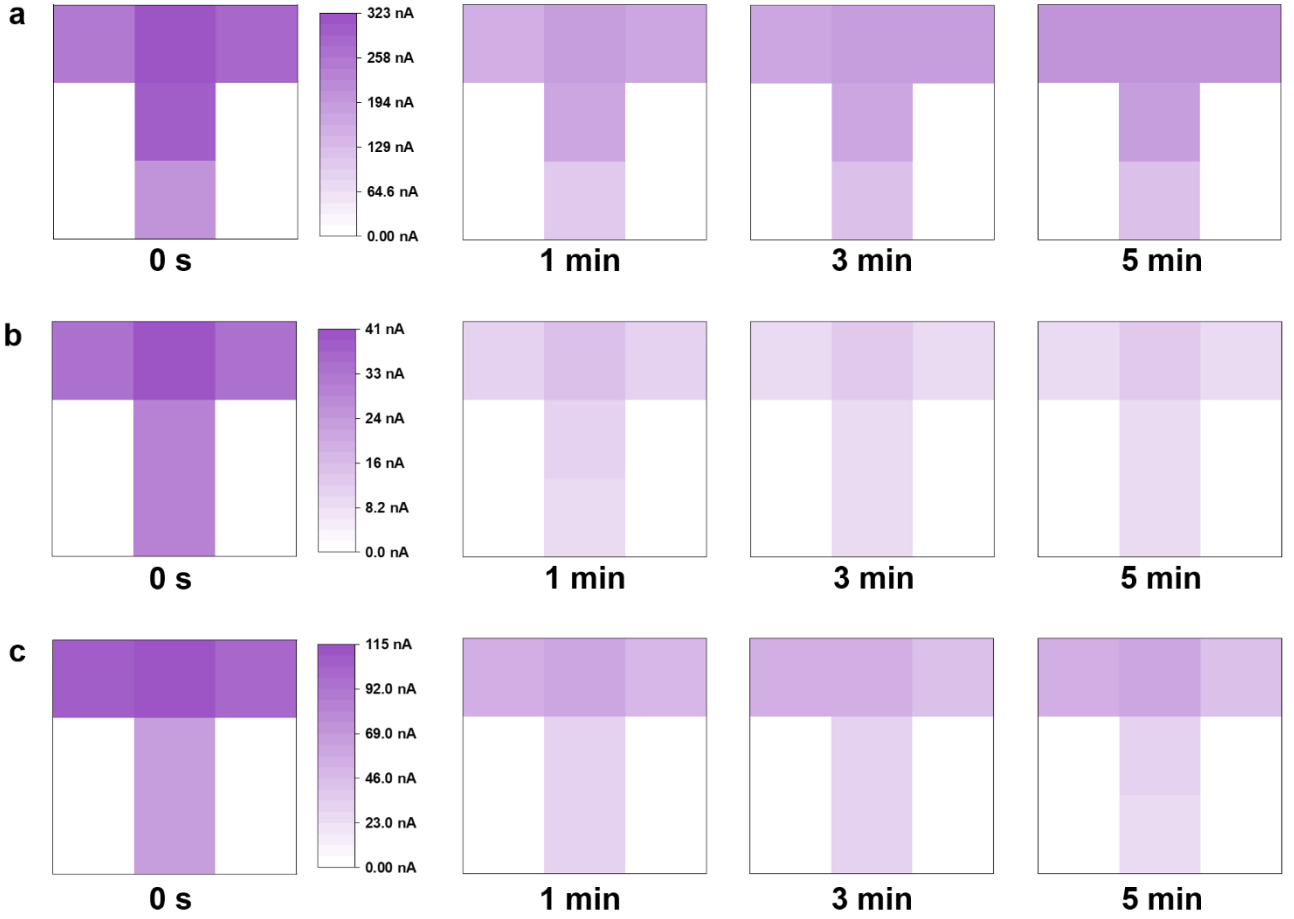 a
323 nA
258 nA
194 nA
129 nA
64.6 nA
0.00 nA
0 s
1 min
3 min
5 min
b
41 nA
33 nA
24 nA
16 nA
8.2 nA
0.0 nA
0 s
1 min
3 min
5 min
c
115 nA
92.0 nA
69.0 nA
46.0 nA
23.0 nA
0.00 nA
0 s
1 min
3 min
5 min